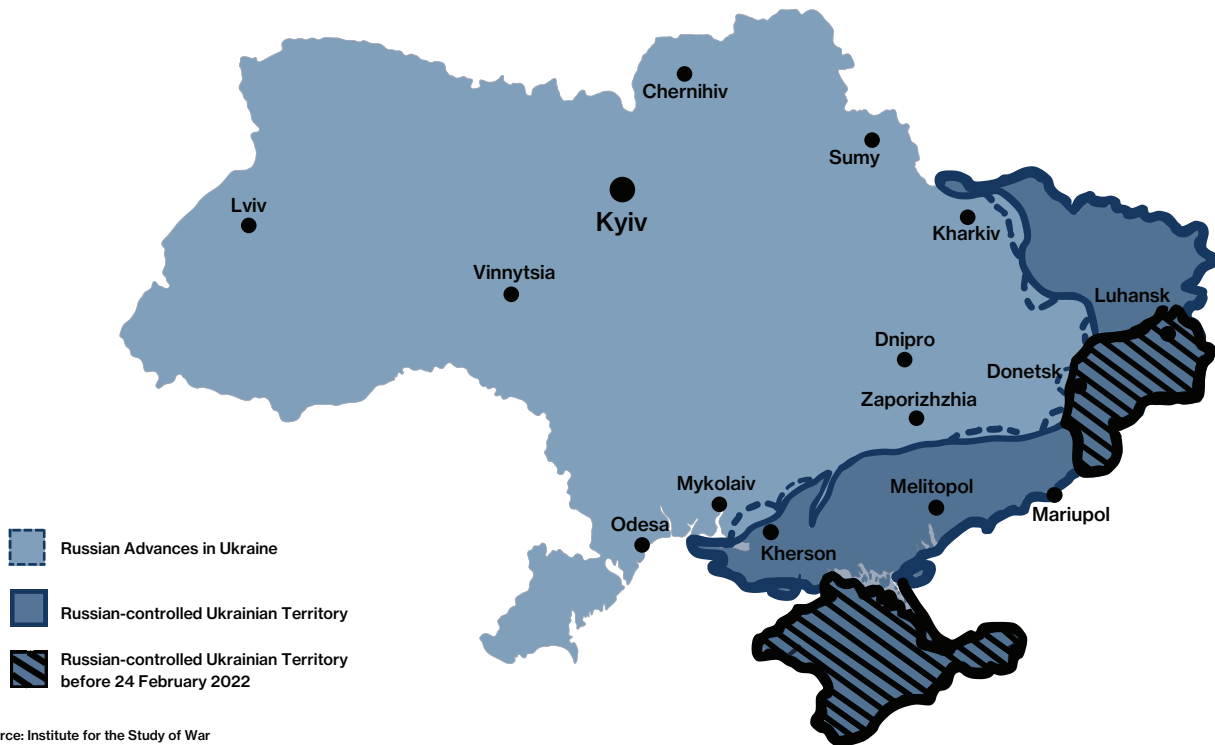 Chernihiv
Sumy
Lviv
Kyiv
Kharkiv
Vinnytsia
Luhansk
Dnipro
Donetsk
Zaporizhzhia
Mykolaiv
Melitopol
Mariupol
Odesa
Kherson
Russian Advances in Ukraine
Russian-controlled Ukrainian Territory
Russian-controlled Ukrainian Territory
before 24 February 2022
rce: Institute for the Study of War